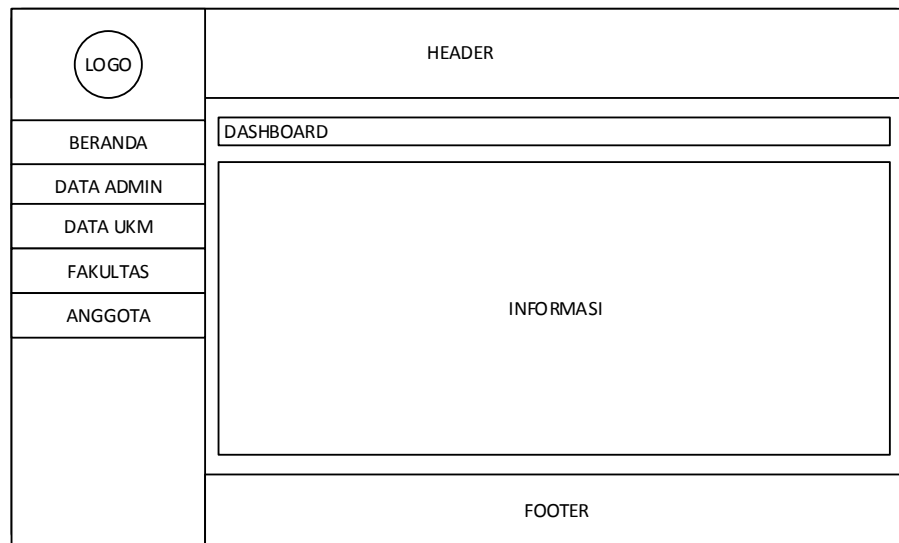 LOGO
HEADER
BERANDA
DATA ADMIN
DATA UKM
FAKULTAS
ANGGOTA
DASHBOARD
INFORMASI
FOOTER